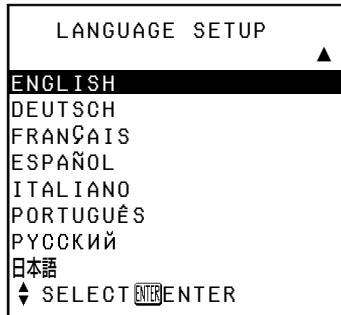 LANGUAGE SETUP
▲
ENGLISH
DEUTSCH
FRANÇAIS
ESPAÑOL
ITALIANO
PORTUGUÊS
РУССКИЙ
日本語
SELECT ENTER ENTER